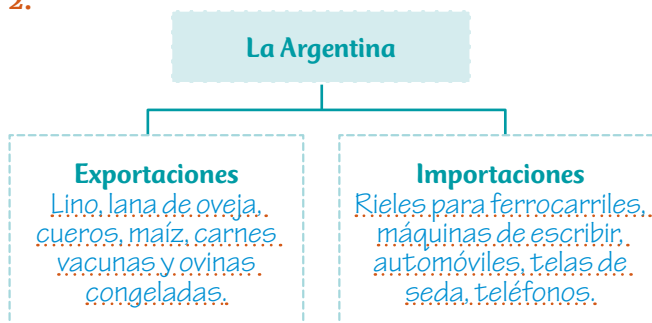 2.
La Argentina
Exportaciones
Lino, lana de oveja,
cueros, maíz, carnes
vacunas y ovinas
congeladas.
Importaciones
Rieles para ferrocarriles,
máquinas de escribir,
automóviles, telas de
seda, teléfonos.